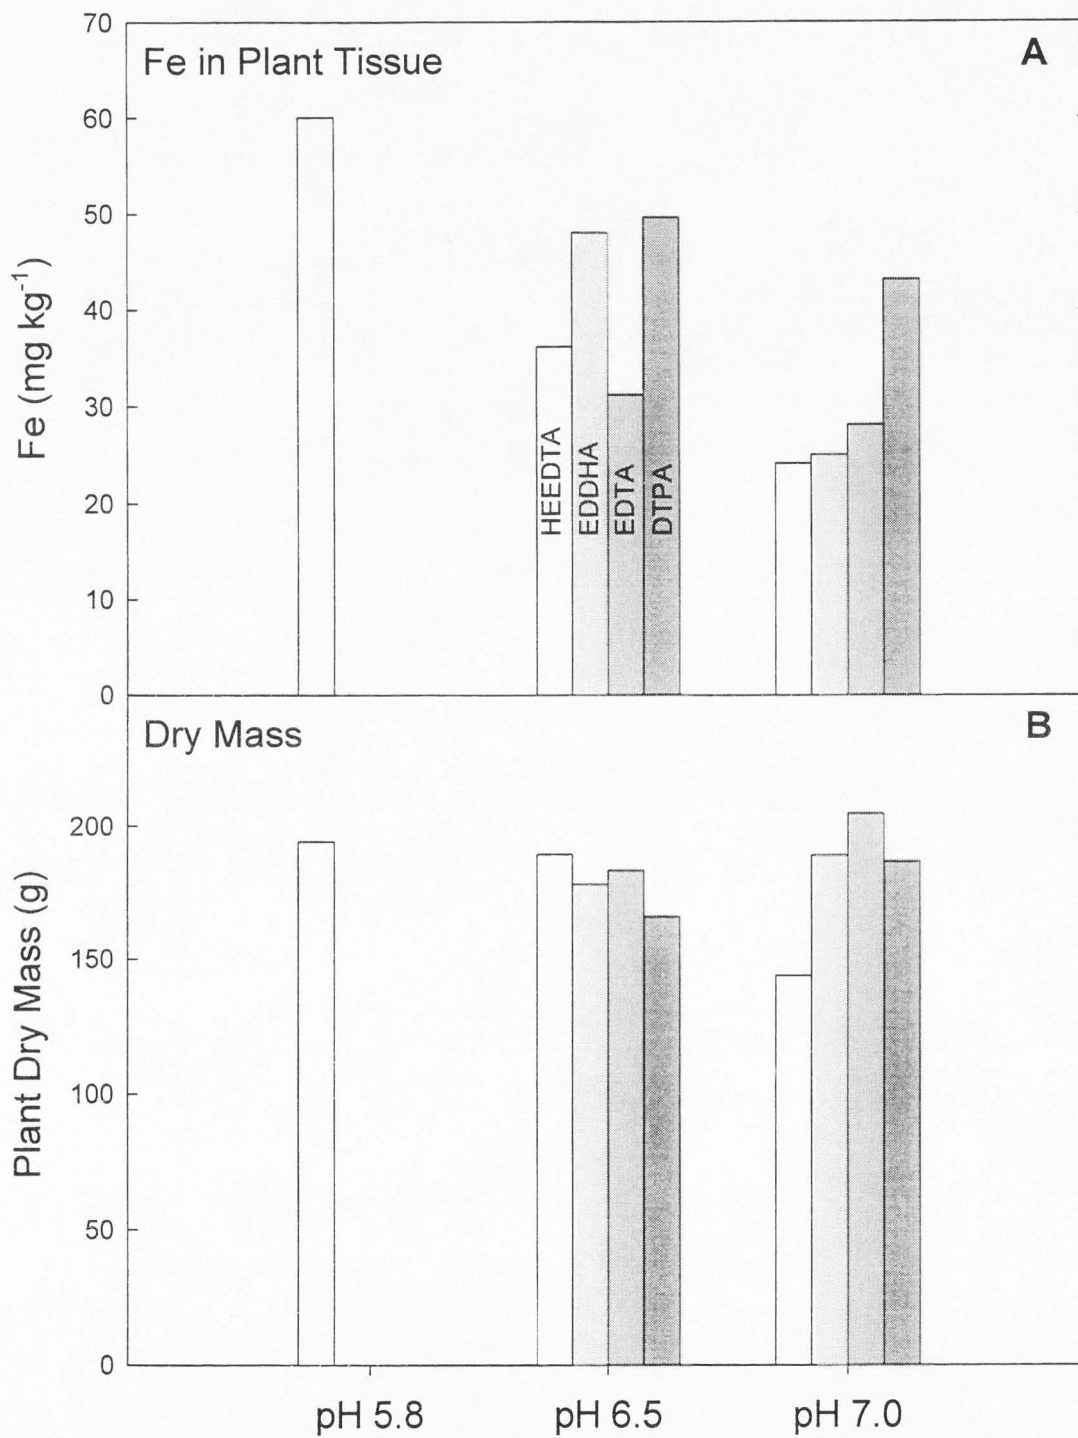 Fe in Plant Tissue
A
Fe (mg kg⁻¹)
70
60
50
40
30
20
10
0
HEEDTA
EDDHA
EDTA
DTPA
Dry Mass
B
Plant Dry Mass (g)
200
150
100
50
0
pH 5.8
pH 6.5
pH 7.0